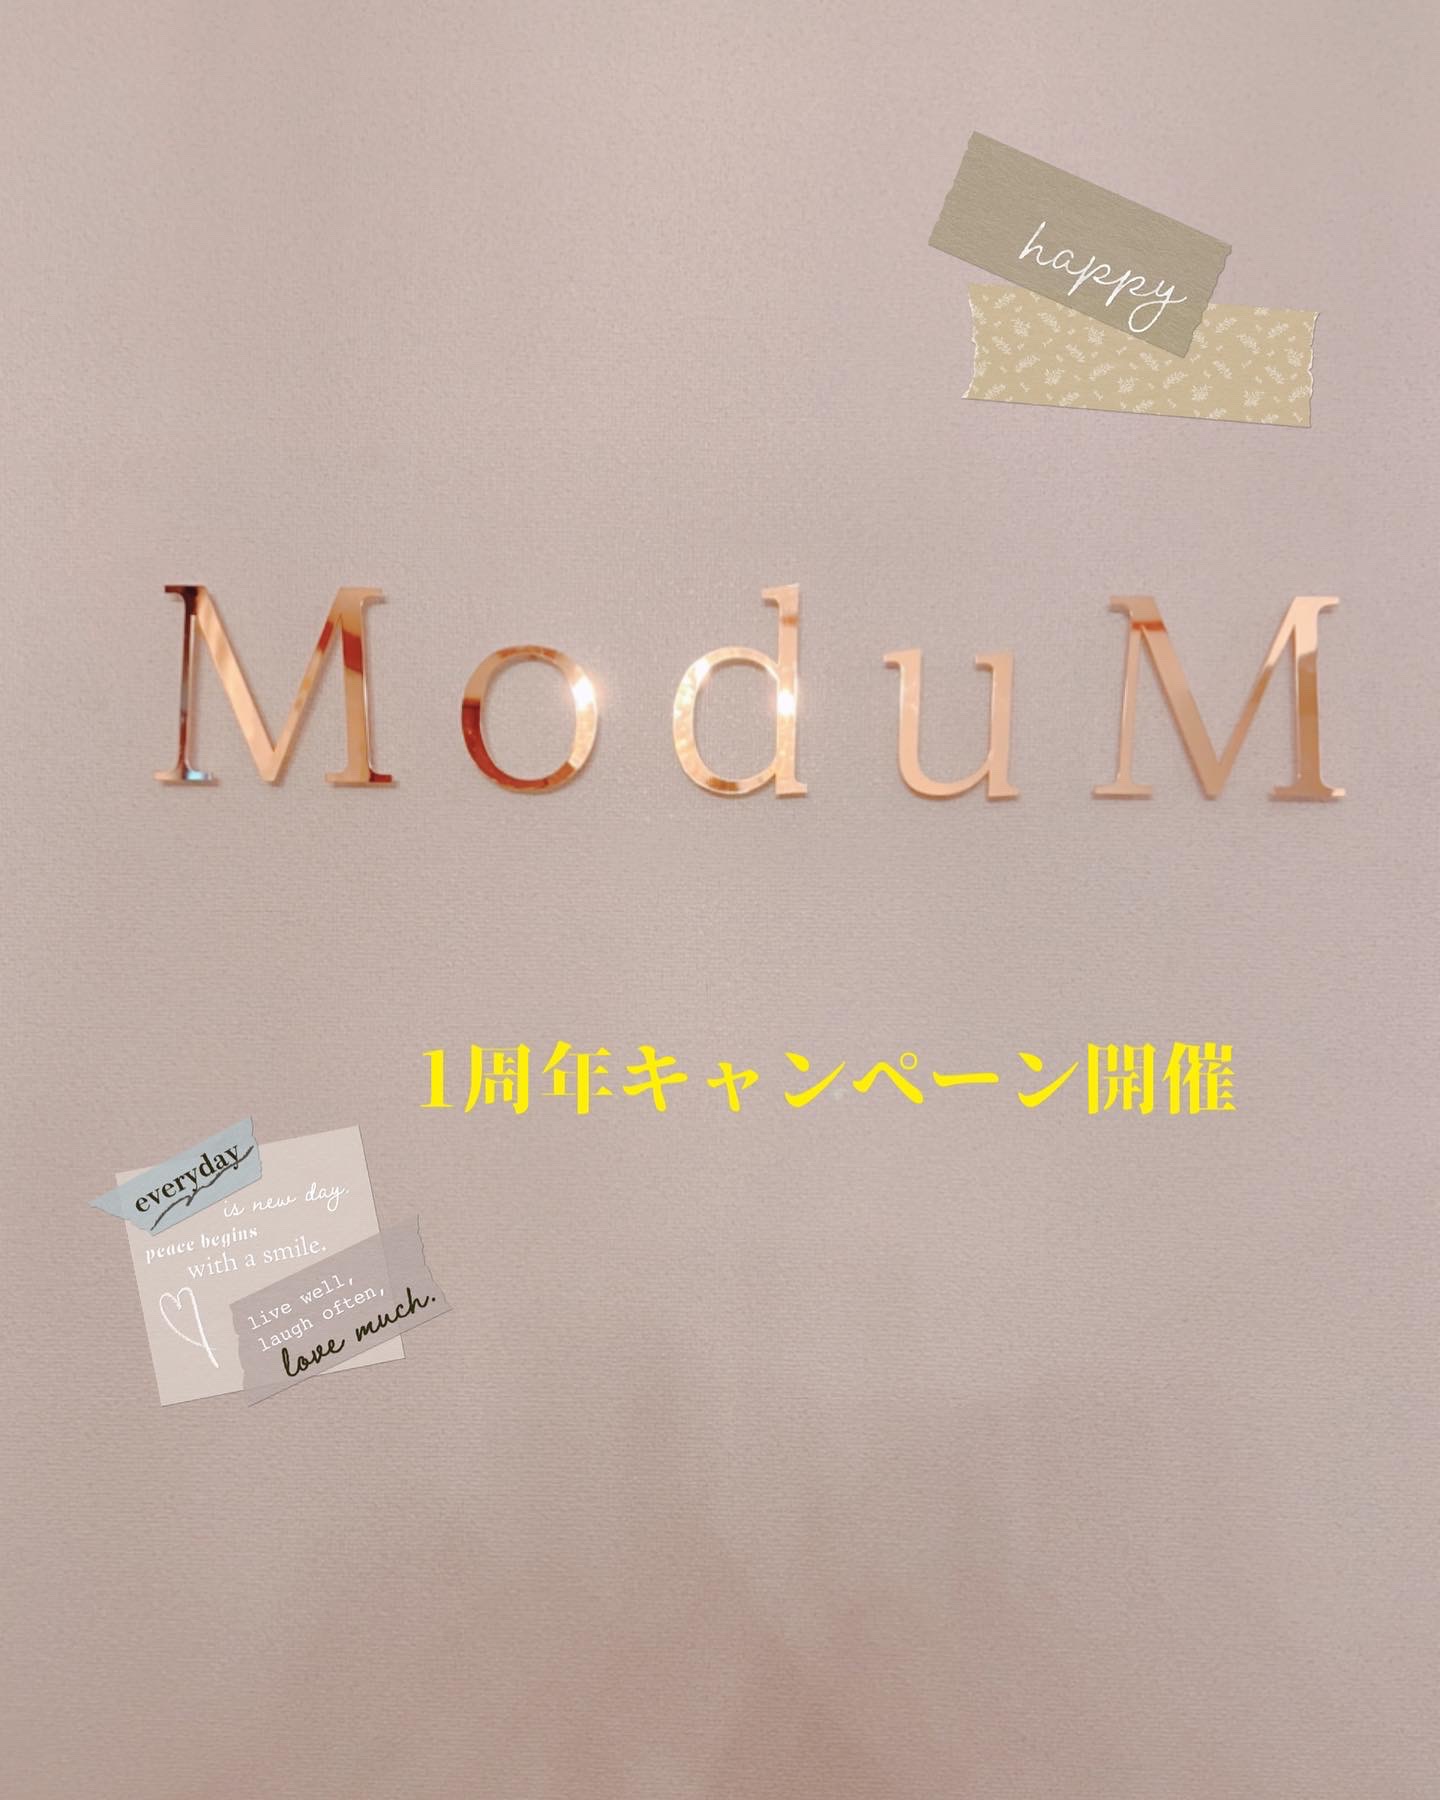 happy
ModuM
1周年キャンペーン開催
everyday
is new day.
peace begins
with a smile.
live well,
laugh often,
love much.